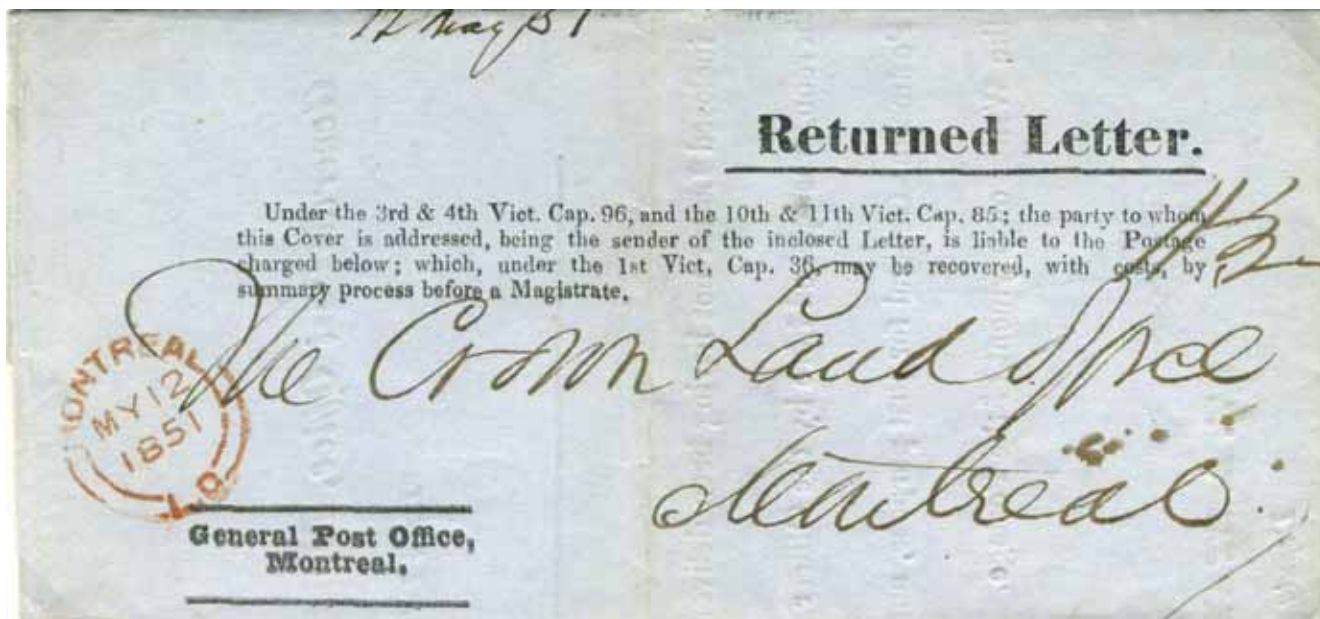 12 May 51
Returned Letter.
Under the 3rd & 4th Vict. Cap. 96, and the 10th & 11th Vict. Cap. 85; the party to whom
this Cover is addressed, being the sender of the inclosed Letter, is liable to the Postage
charged below; which, under the 1st Vict, Cap. 36, may be recovered, with costs, by
summary process before a Magistrate.
The Crown Land Office
Montreal
MONTREAL
MY 12
1851
L.C.
General Post Office,
Montreal.